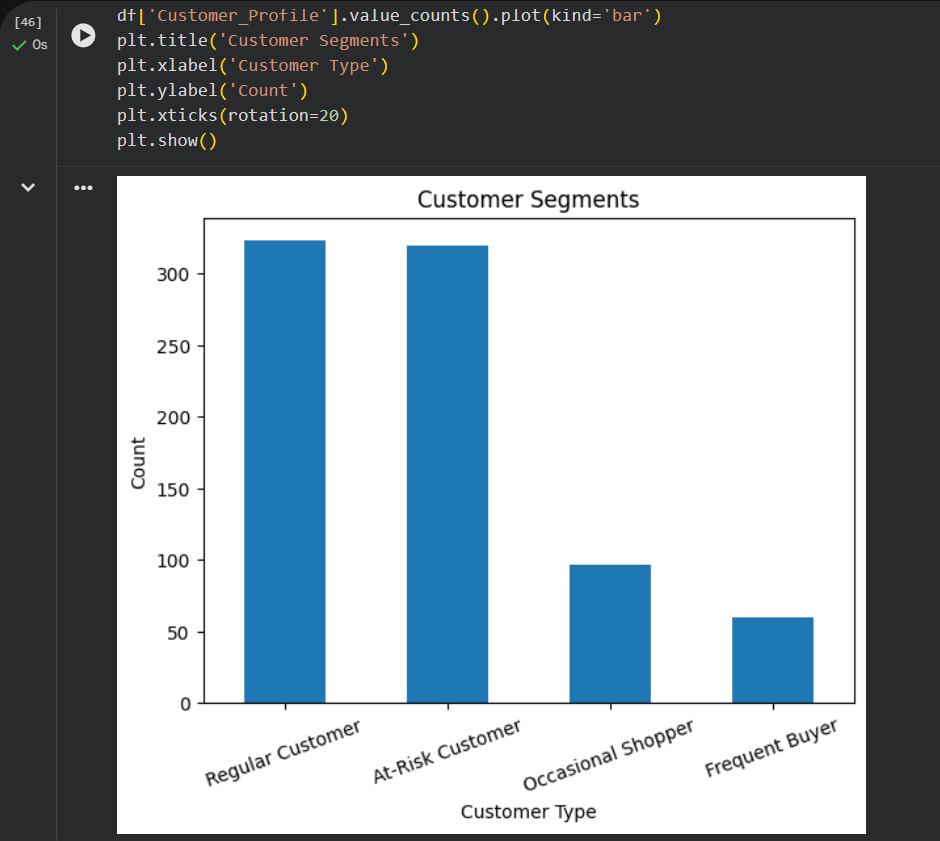 [46]
0s
df['Customer_Profile'].value_counts().plot(kind='bar')
plt.title('Customer Segments')
plt.xlabel('Customer Type')
plt.ylabel('Count')
plt.xticks(rotation=20)
plt.show()
Customer Segments
300
250
200
150
100
50
0
Count
Regular Customer
At-Risk Customer
Occasional Shopper
Frequent Buyer
Customer Type